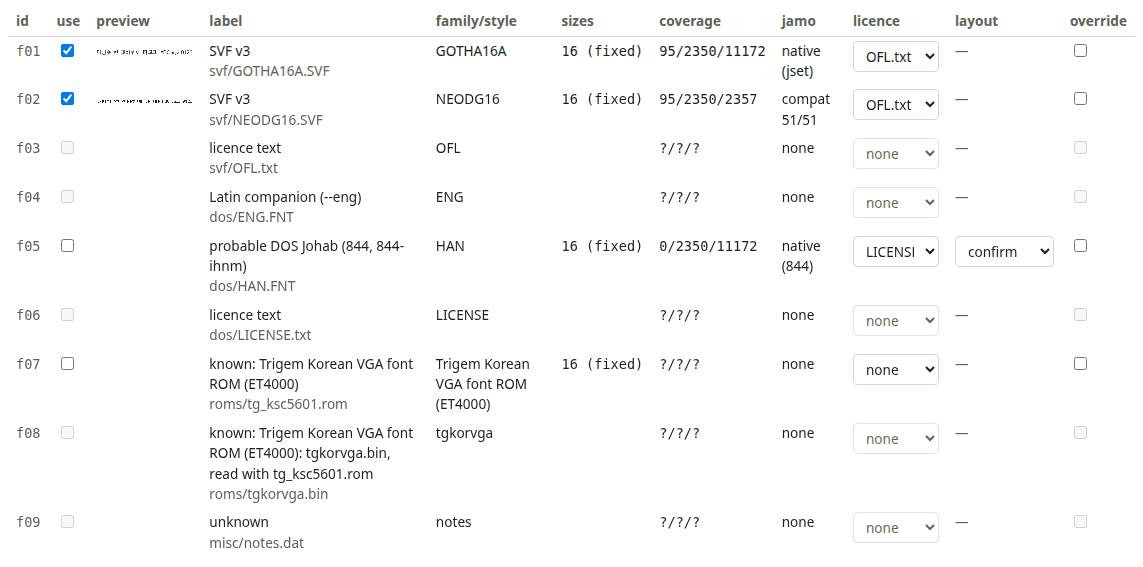 id use preview label family/style sizes coverage jamo licence layout override
f01 SVF v3 GOTHA16A 16 (fixed) 95/2350/11172 native OFL.txt —
svf/GOTHA16A.SVF (jset)
f02 SVF v3 NEODG16 16 (fixed) 95/2350/2357 compat OFL.txt —
svf/NEODG16.SVF 51/51
f03 licence text OFL ?/?/? none none —
svf/OFL.txt
f04 Latin companion (--eng) ENG ?/?/? none none —
dos/ENG.FNT
f05 probable DOS Johab (844, 844- HAN 16 (fixed) 0/2350/11172 native LICENSI confirm
ihnm) (844)
dos/HAN.FNT
f06 licence text LICENSE ?/?/? none none —
dos/LICENSE.txt
f07 known: Trigem Korean VGA font Trigem Korean 16 (fixed) ?/?/? none none —
ROM (ET4000) VGA font ROM
roms/tg_ksc5601.rom (ET4000)
f08 known: Trigem Korean VGA font tgkorvga ?/?/? none none —
ROM (ET4000): tgkorvga.bin,
read with tg_ksc5601.rom
roms/tgkorvga.bin
f09 unknown notes ?/?/? none none —
misc/notes.dat